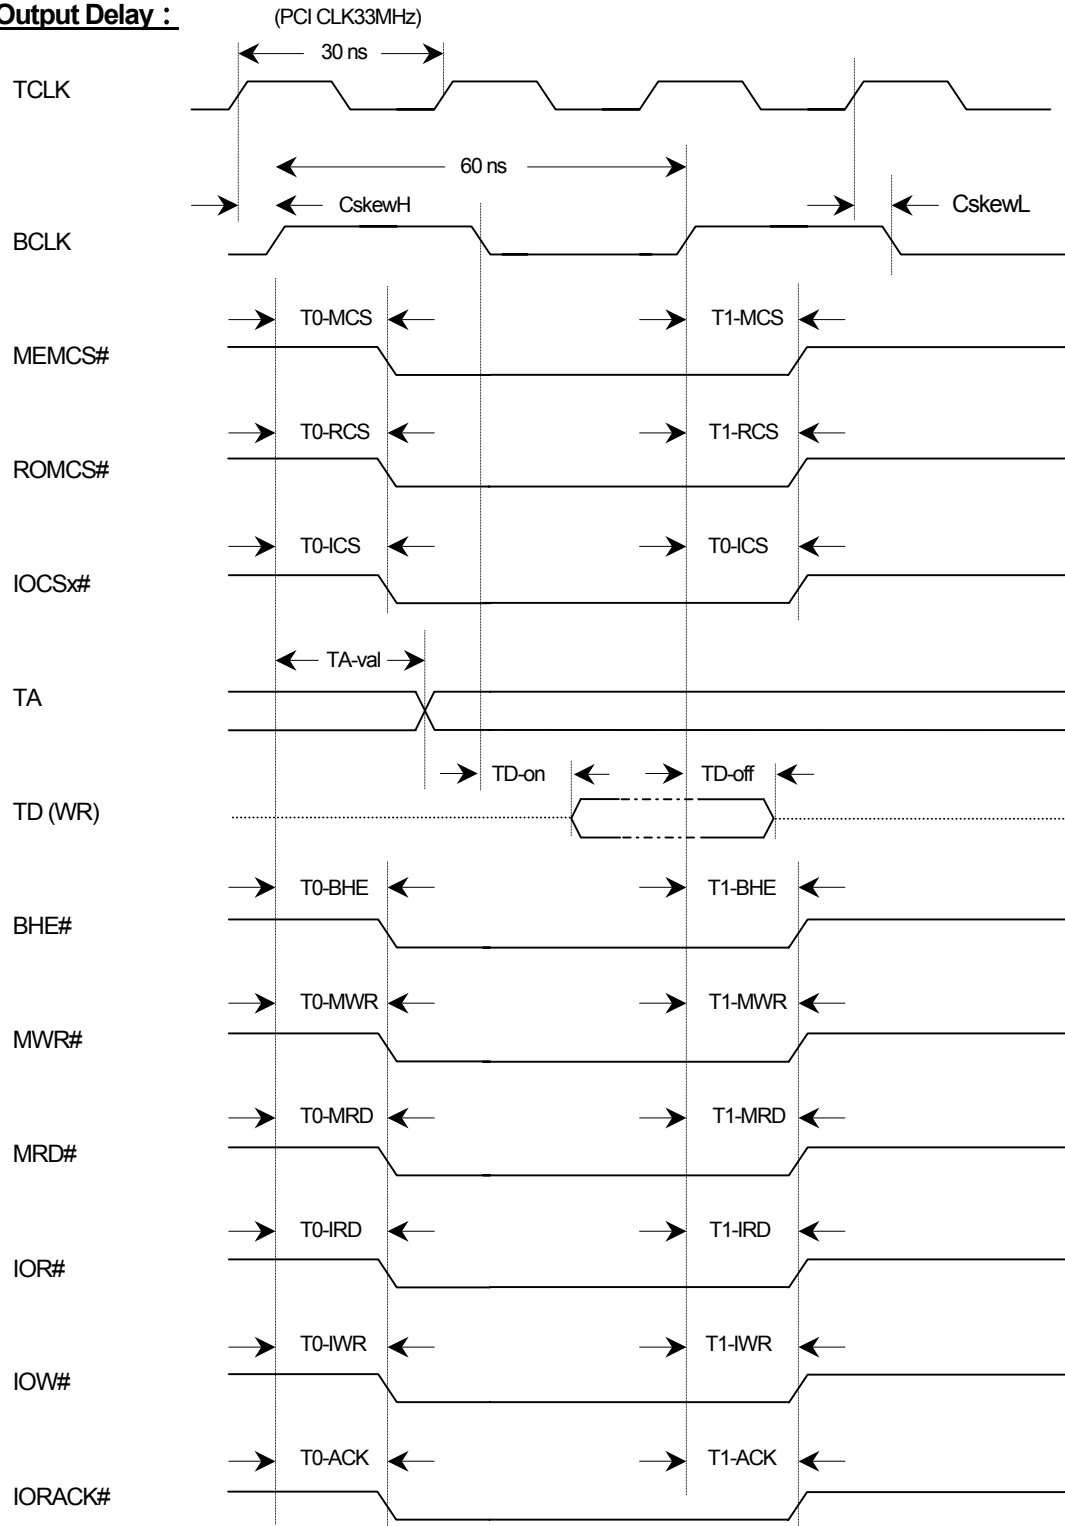 Output Delay：
(PCI CLK33MHz)
30 ns
TCLK
60 ns
CskewH CskewL
BCLK
T0-MCS T1-MCS
MEMCS#
T0-RCS T1-RCS
ROMCS#
T0-ICS T0-ICS
IOCSx#
TA-val
TA
TD-on TD-off
TD (WR)
T0-BHE T1-BHE
BHE#
T0-MWR T1-MWR
MWR#
T0-MRD T1-MRD
MRD#
T0-IRD T1-IRD
IOR#
T0-IWR T1-IWR
IOW#
T0-ACK T1-ACK
IORACK#